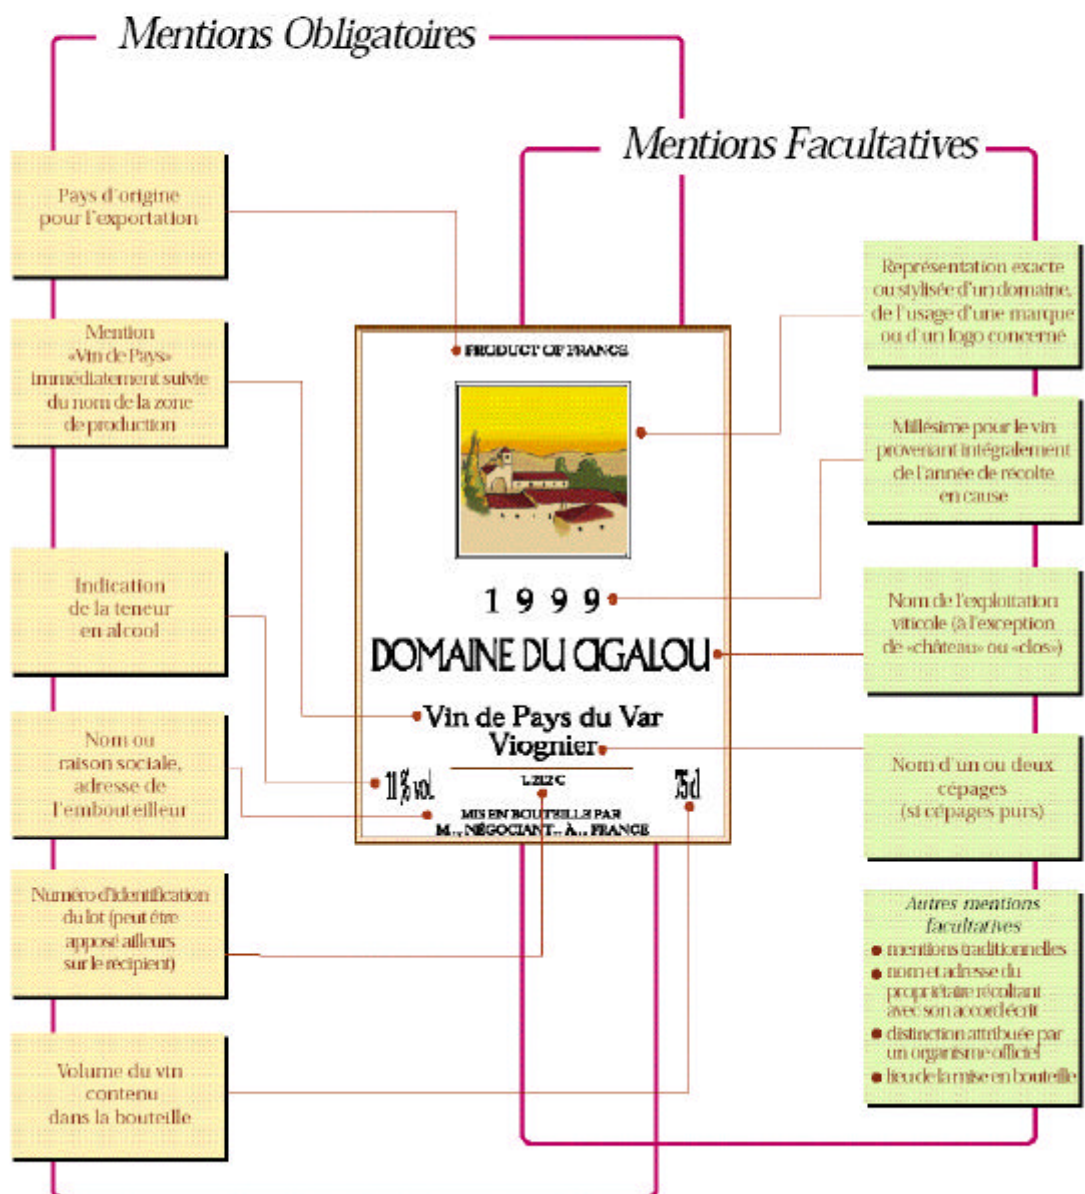 Mentions Obligatoires
Mentions Facultatives
Pays d'origine
pour l'exportation
Mention
«Vin de Pays»
immédiatement suivie
du nom de la zone
de production
Indication
de la teneur
en alcool
Nom ou
raison sociale,
adresse de
l'embouteilleur
Numéro d'identification
du lot (peut être
apposé ailleurs
sur le récipient)
Volume du vin
contenu
dans la bouteille
PRODUCT OF FRANCE
1999
DOMAINE DU CIGALOU
Vin de Pays du Var
Viognier
11 % vol.
L 212 C
75 cl
MIS EN BOUTEILLE PAR
M..., NÉGOCIANT... À... FRANCE
Représentation exacte
ou stylisée d'un domaine,
de l'usage d'une marque
ou d'un logo concerné
Millésime pour le vin
provenant intégralement
de l'année de récolte
en cause
Nom de l'exploitation
viticole (à l'exception
de «château» ou «clos»)
Nom d'un ou deux
cépages
(si cépages purs)
Autres mentions
facultatives
• mentions traditionnelles
• nom et adresse du
propriétaire récoltant
avec son accord écrit
• distinction attribuée par
un organisme officiel
• lieu de la mise en bouteille